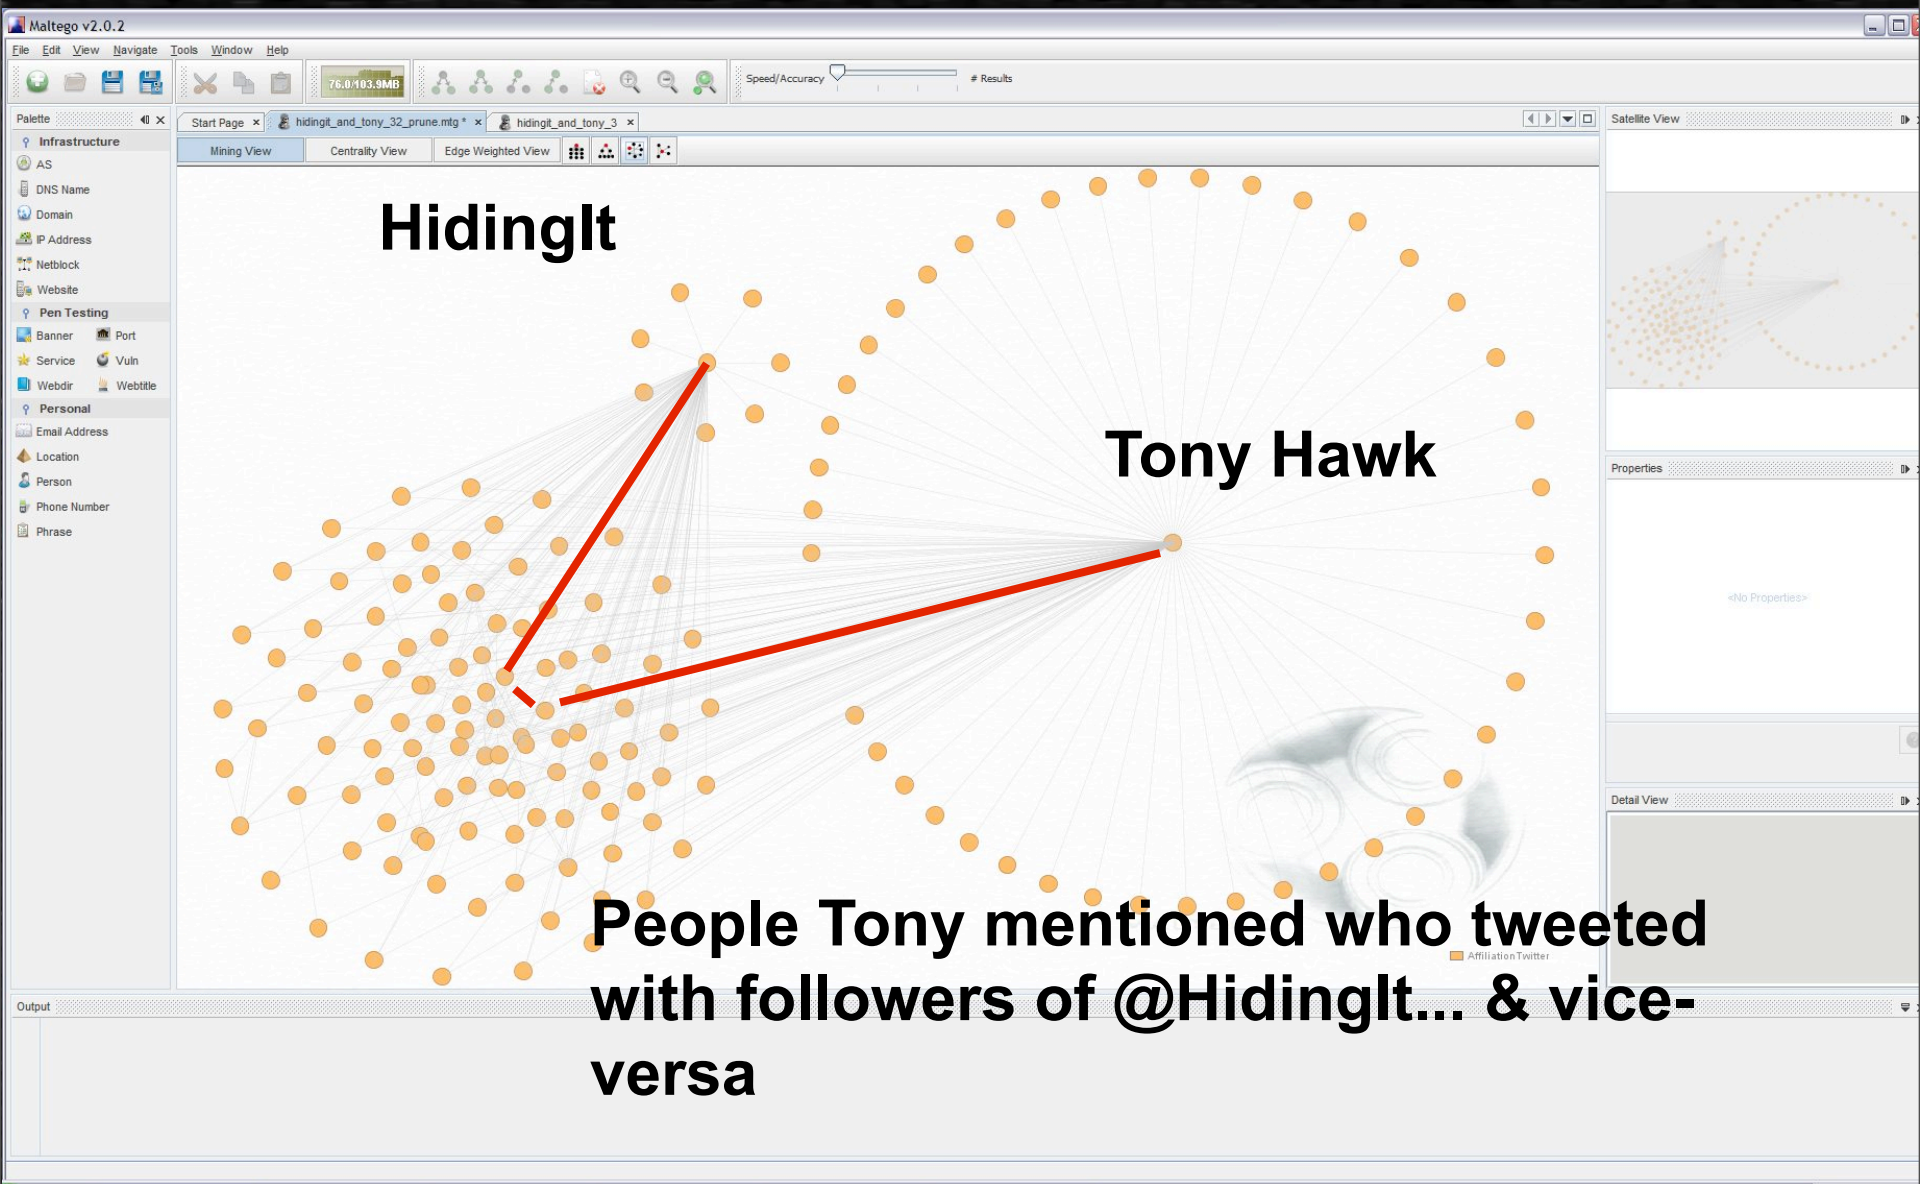 Maltego v2.0.2
File Edit View Navigate Tools Window Help
76.0/103.9MB
Speed/Accuracy
# Results
Palette
Start Page
hidingit_and_tony_32_prune.mtg *
hidingit_and_tony_3
Satellite View
Infrastructure
Mining View
Centrality View
Edge Weighted View
AS
DNS Name
Domain
IP Address
Netblock
Website
Pen Testing
Banner
Port
Service
Vuln
Webdir
Webtitle
Personal
Email Address
Location
Person
Phone Number
Phrase
HidingIt
Tony Hawk
Properties
<No Properties>
Detail View
People Tony mentioned who tweeted
with followers of @HidingIt... & vice-
versa
AffiliationTwitter
Output